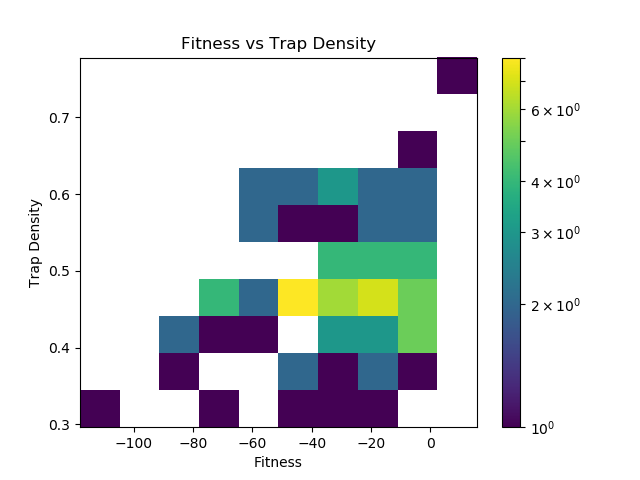 Fitness vs Trap Density
Trap Density
0.7
0.6
0.5
0.4
0.3
−100
−80
−60
−40
−20
0
Fitness
6 × 10⁰
4 × 10⁰
3 × 10⁰
2 × 10⁰
10⁰